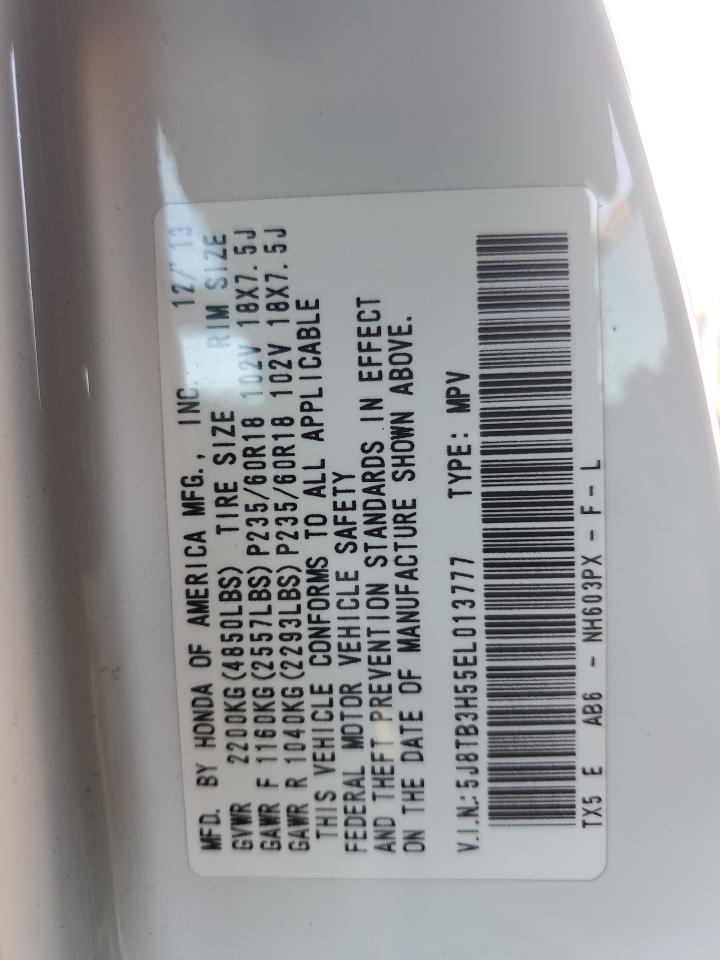 MFD. BY HONDA OF AMERICA MFG., INC. 12/13
GVWR 2200KG(4850LBS) TIRE SIZE RIM SIZE
GAWR F 1160KG(2557LBS)P235/60R18 102V 18X7.5J
GAWR R 1040KG(2293LBS)P235/60R18 102V 18X7.5J
THIS VEHICLE CONFORMS TO ALL APPLICABLE
FEDERAL MOTOR VEHICLE SAFETY
AND THEFT PREVENTION STANDARDS IN EFFECT
ON THE DATE OF MANUFACTURE SHOWN ABOVE.
V.I.N.: 5J8TB3H55EL013777 TYPE: MPV
TX5 E AB6 - NH603PX - F - L